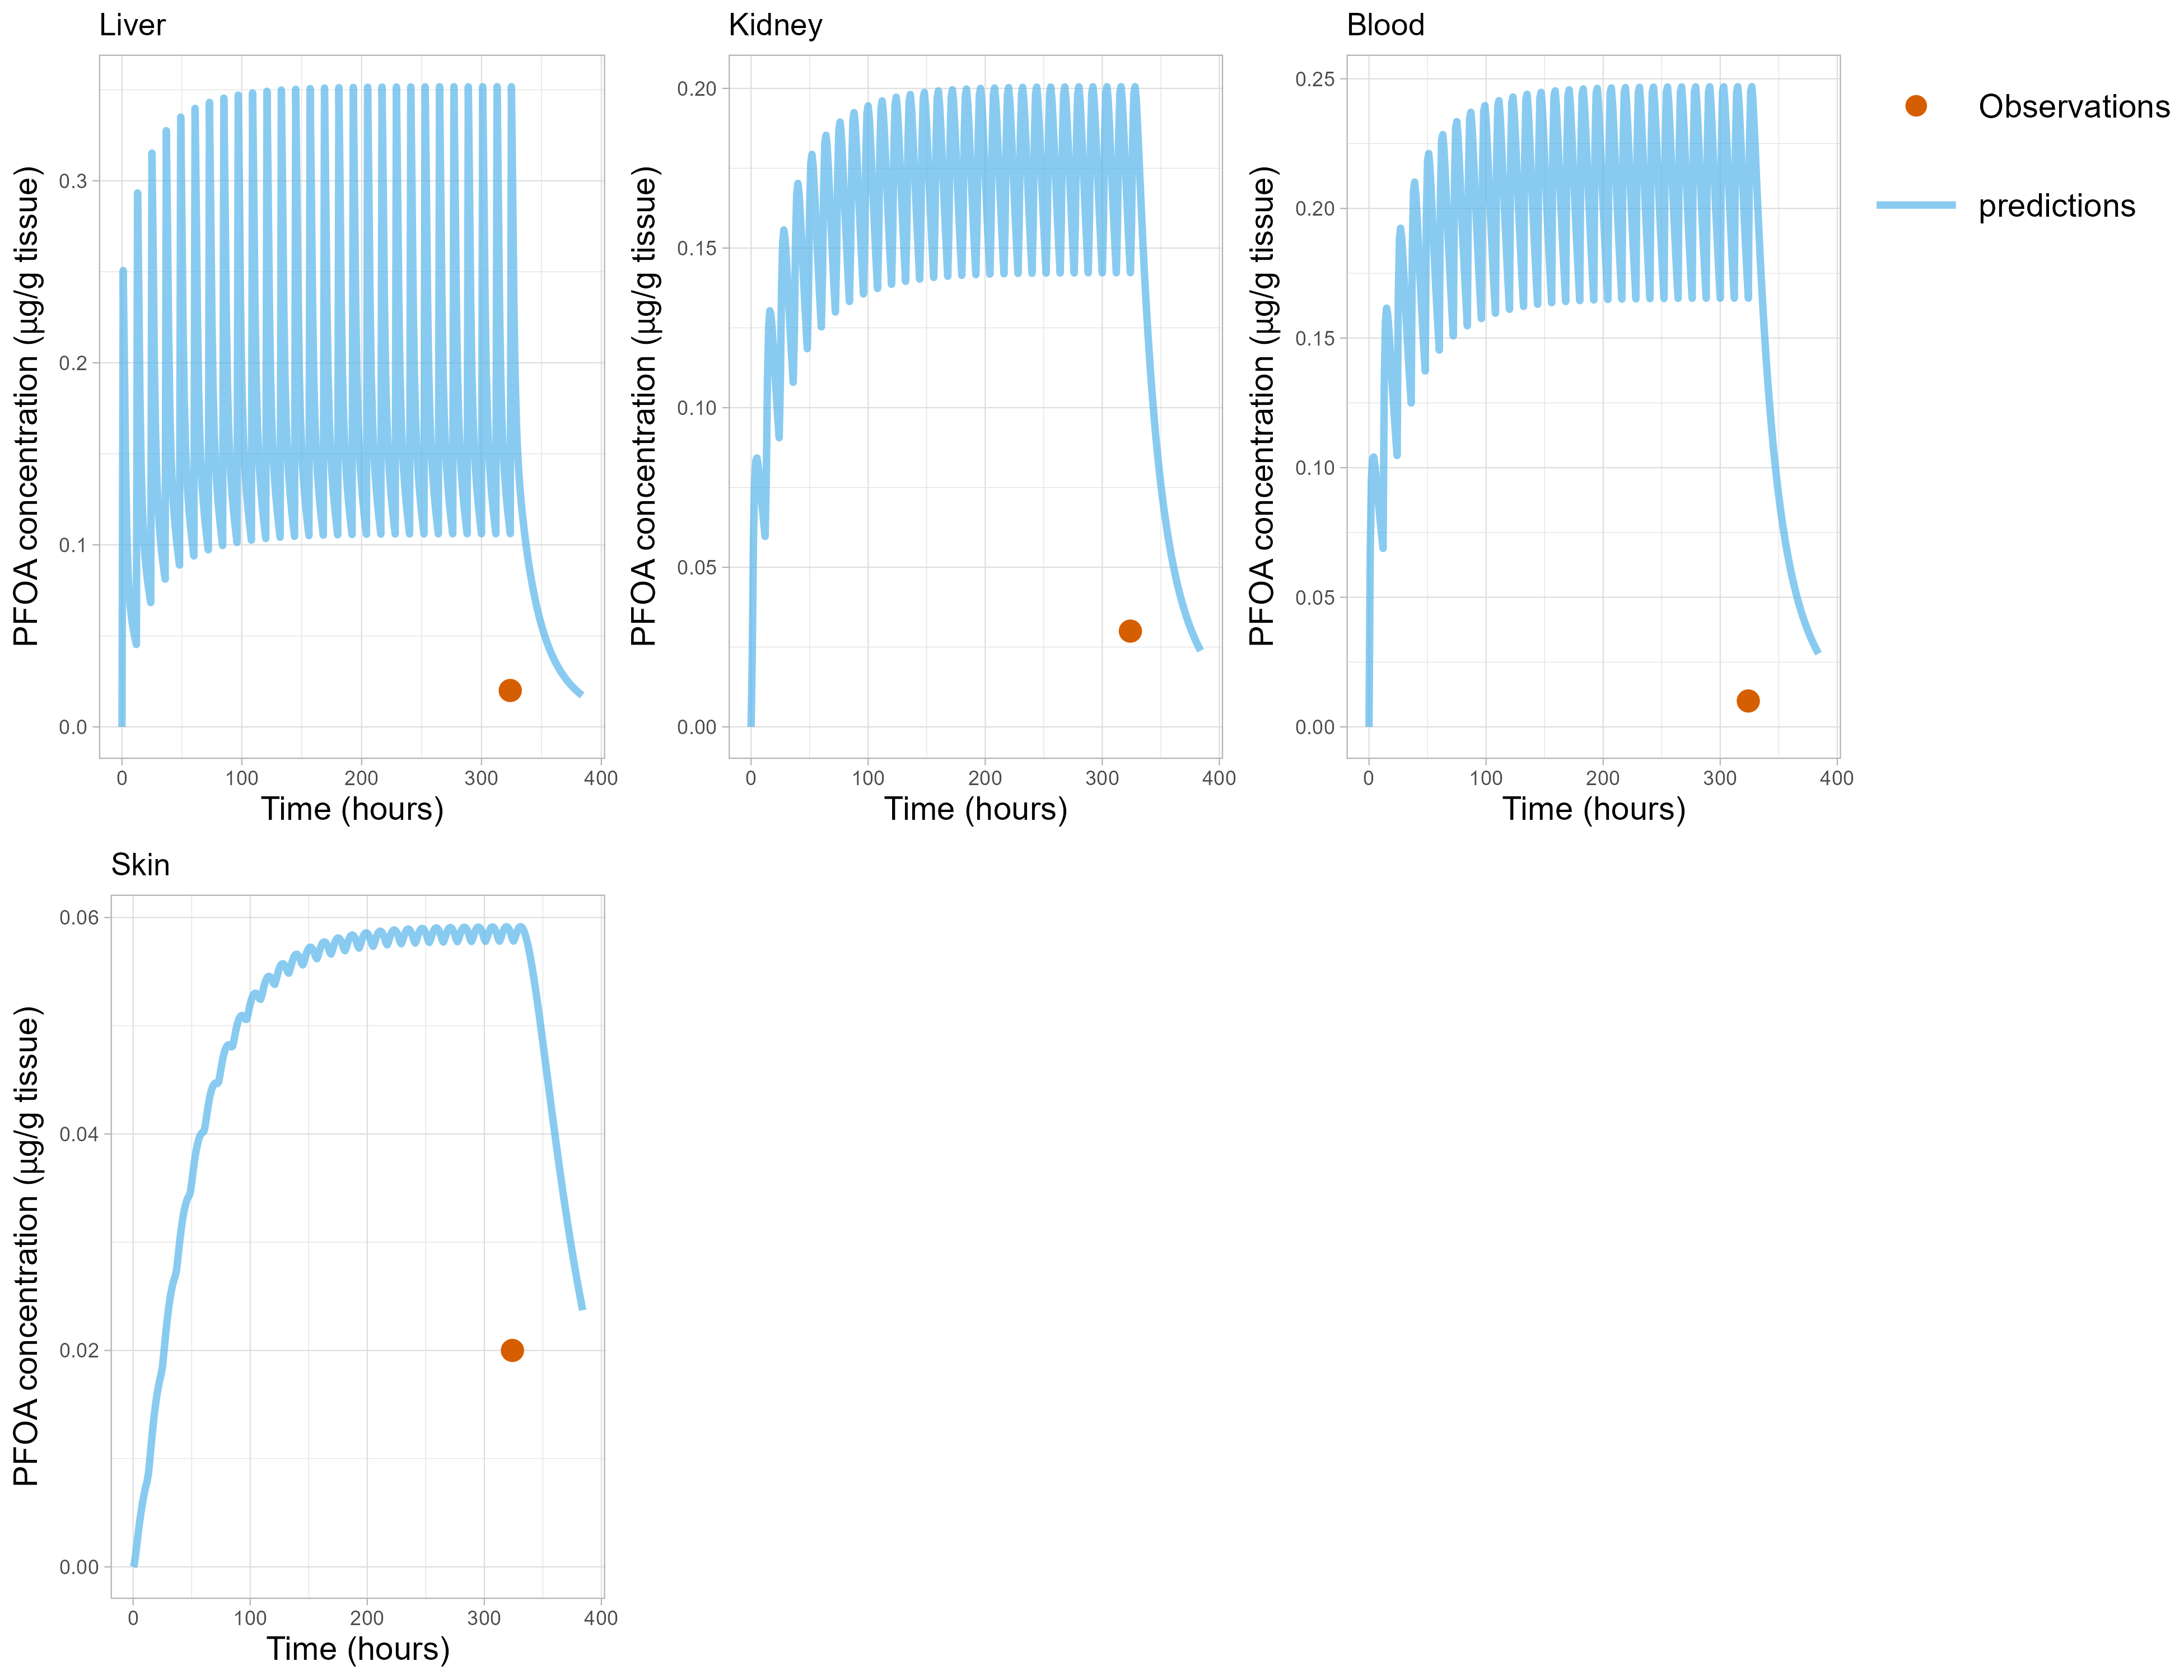 Liver
PFOA concentration (µg/g tissue)
0.3
0.2
0.1
0.0
0 100 200 300 400
Time (hours)
Kidney
PFOA concentration (µg/g tissue)
0.20
0.15
0.10
0.05
0.00
0 100 200 300 400
Time (hours)
Blood
PFOA concentration (µg/g tissue)
0.25
0.20
0.15
0.10
0.05
0.00
0 100 200 300 400
Time (hours)
Observations
predictions
Skin
PFOA concentration (µg/g tissue)
0.06
0.04
0.02
0.00
0 100 200 300 400
Time (hours)